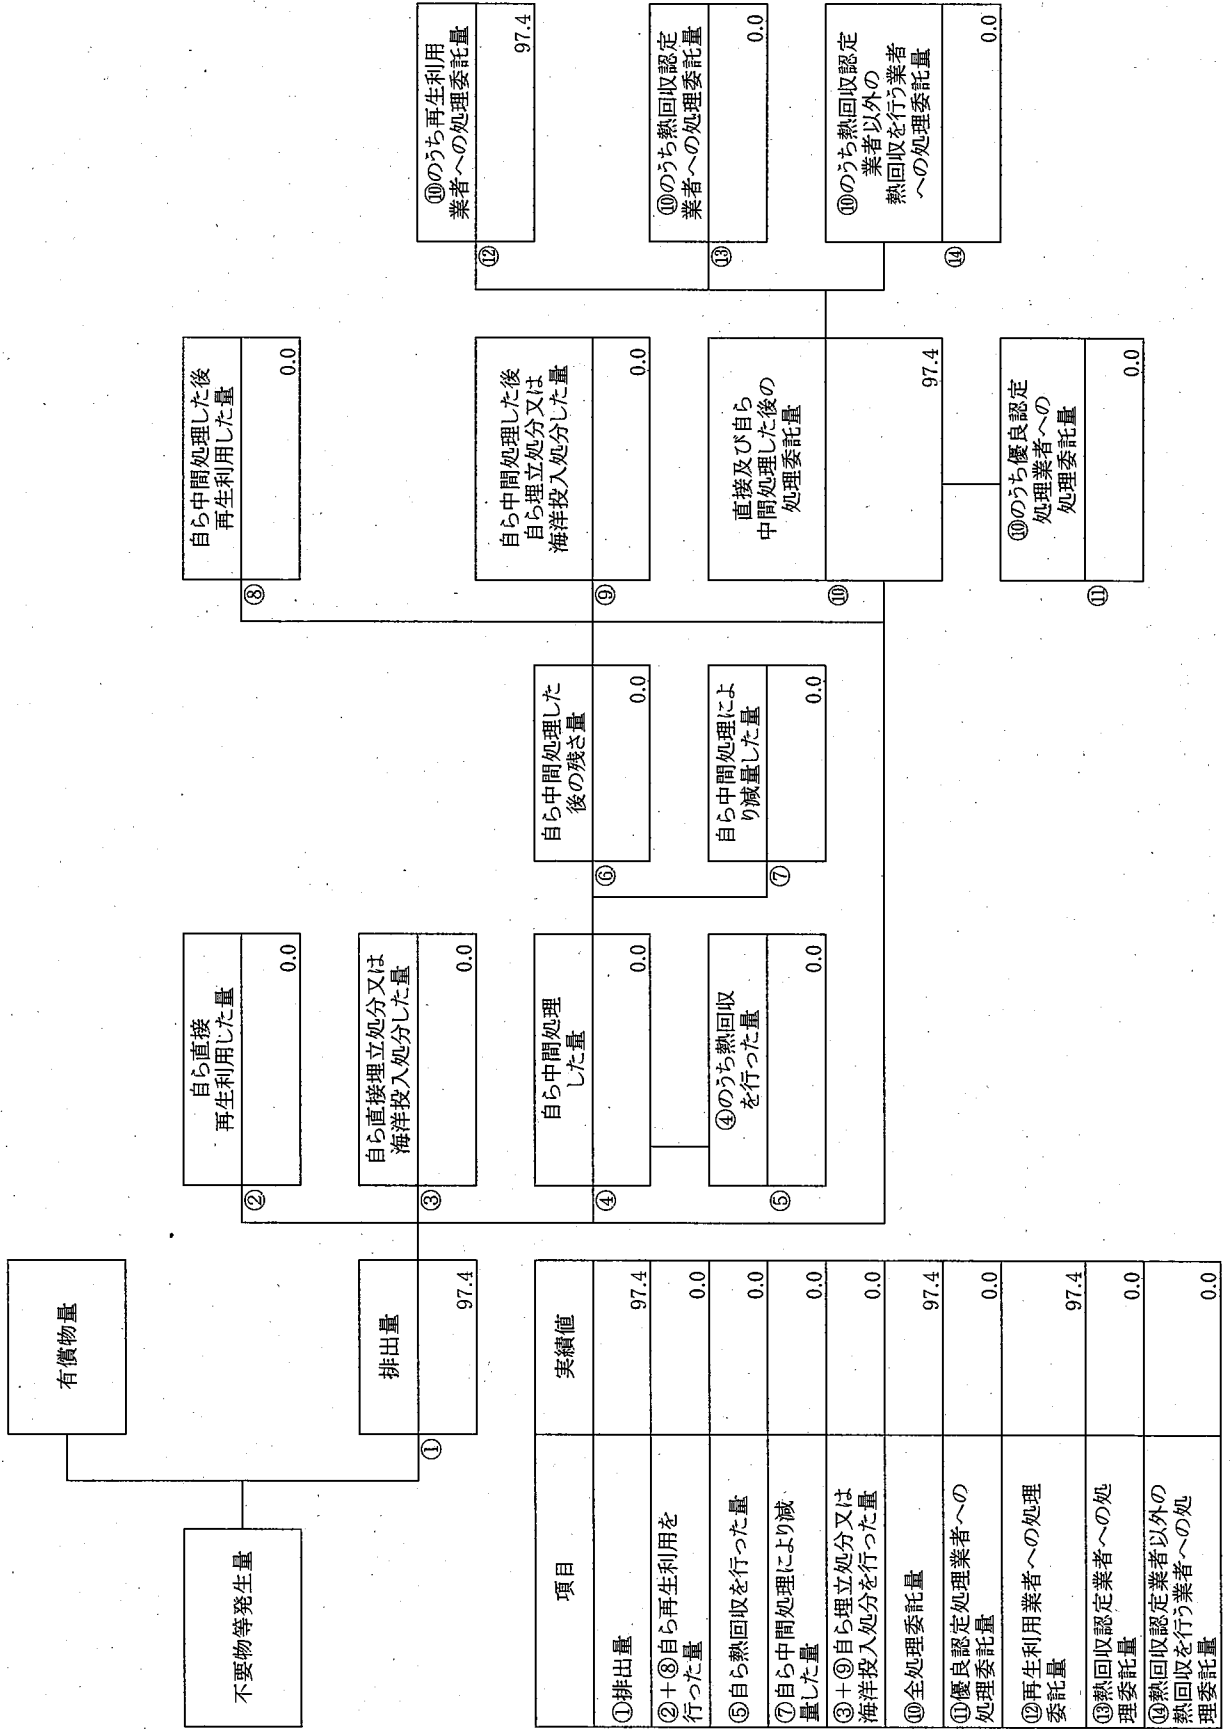 不要物等発生量
有償物量
排出量
①
97.4
自ら直接
再生利用した量
②
0.0
自ら直接埋立処分又は
海洋投入処分した量
③
0.0
自ら中間処理
した量
④
0.0
④のうち熱回収
を行った量
⑤
0.0
自ら中間処理した
後の残さ量
⑥
0.0
自ら中間処理によ
り減量した量
⑦
0.0
自ら中間処理した後
再生利用した量
⑧
0.0
自ら中間処理した後
自ら埋立処分又は
海洋投入処分した量
⑨
0.0
直接及び自ら
中間処理した後の
処理委託量
⑩
97.4
⑩のうち優良認定
処理業者への
処理委託量
⑪
0.0
⑩のうち再生利用
業者への処理委託量
⑫
97.4
⑩のうち熱回収認定
業者への処理委託量
⑬
0.0
⑩のうち熱回収認定
業者以外の
熱回収を行う業者
への処理委託量
⑭
0.0
項目 実績値
①排出量 97.4
②+⑧自ら再生利用を
行った量 0.0
⑤自ら熱回収を行った量 0.0
⑦自ら中間処理により減
量した量 0.0
③+⑨自ら埋立処分又は
海洋投入処分を行った量 0.0
⑩全処理委託量 97.4
⑪優良認定処理業者への
処理委託量 0.0
⑫再生利用業者への処理
委託量 97.4
⑬熱回収認定業者への処
理委託量 0.0
⑭熱回収認定業者以外の
熱回収を行う業者への処
理委託量 0.0